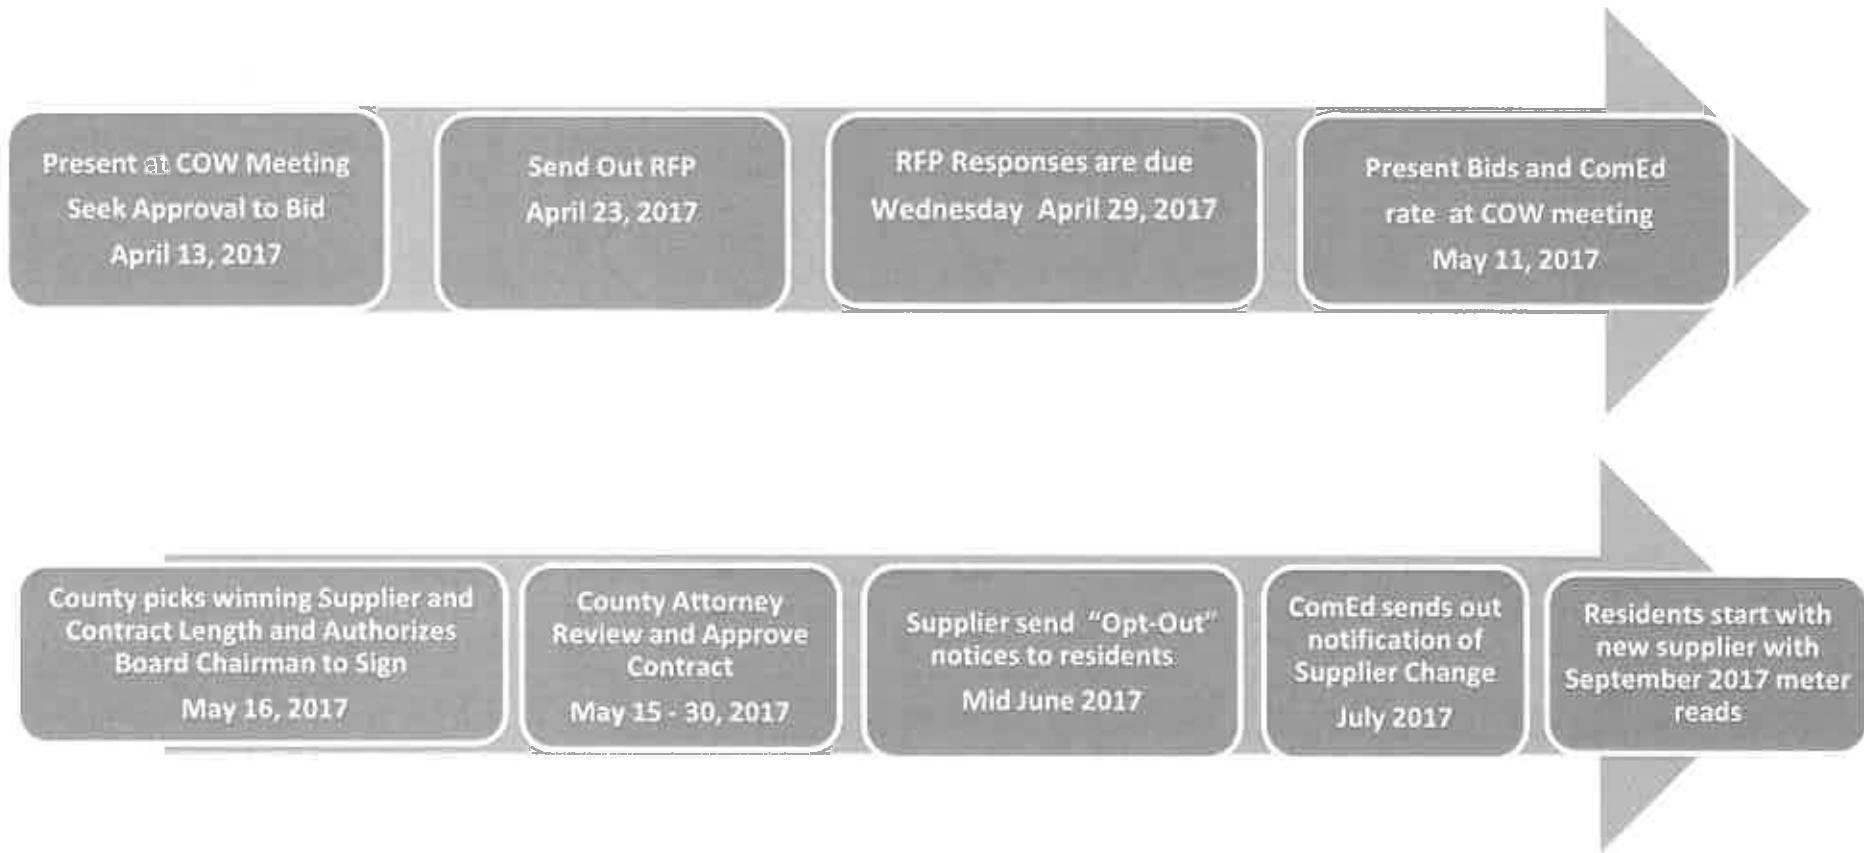 Present at COW Meeting
Seek Approval to Bid
April 13, 2017
Send Out RFP
April 23, 2017
RFP Responses are due
Wednesday April 29, 2017
Present Bids and ComEd
rate at COW meeting
May 11, 2017
County picks winning Supplier and
Contract Length and Authorizes
Board Chairman to Sign
May 16, 2017
County Attorney
Review and Approve
Contract
May 15 - 30, 2017
Supplier send "Opt-Out"
notices to residents
Mid June 2017
ComEd sends out
notification of
Supplier Change
July 2017
Residents start with
new supplier with
September 2017 meter
reads